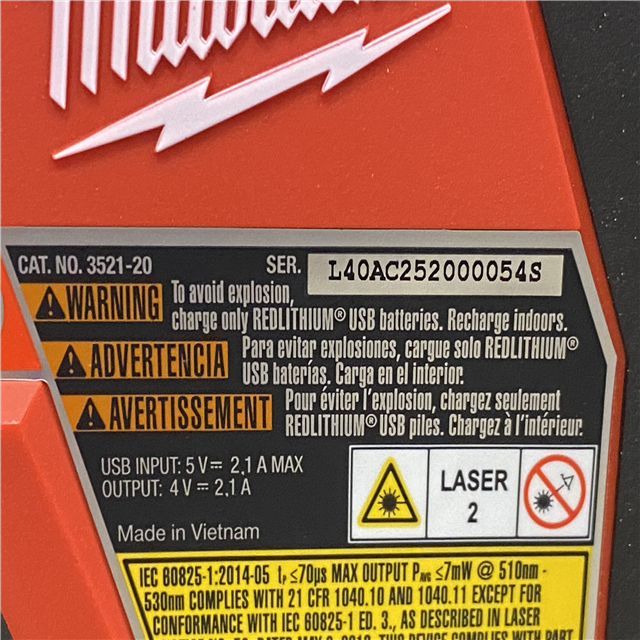 Milwaukee
CAT. NO. 3521-20 SER. L40AC252000054S
WARNING To avoid explosion,
charge only REDLITHIUM® USB batteries. Recharge indoors.
ADVERTENCIA Para evitar explosiones, cargue solo REDLITHIUM®
USB baterías. Carga en el interior.
AVERTISSEMENT Pour éviter l'explosion, chargez seulement
REDLITHIUM® USB piles. Chargez à l'intérieur.
USB INPUT: 5 V⎓ 2,1 A MAX
OUTPUT: 4 V⎓ 2,1 A
LASER
2
Made in Vietnam
IEC 60825-1:2014-05 tp ≤70µs MAX OUTPUT PAVG ≤7mW @ 510nm -
530nm COMPLIES WITH 21 CFR 1040.10 AND 1040.11 EXCEPT FOR
CONFORMANCE WITH IEC 60825-1 ED. 3., AS DESCRIBED IN LASER